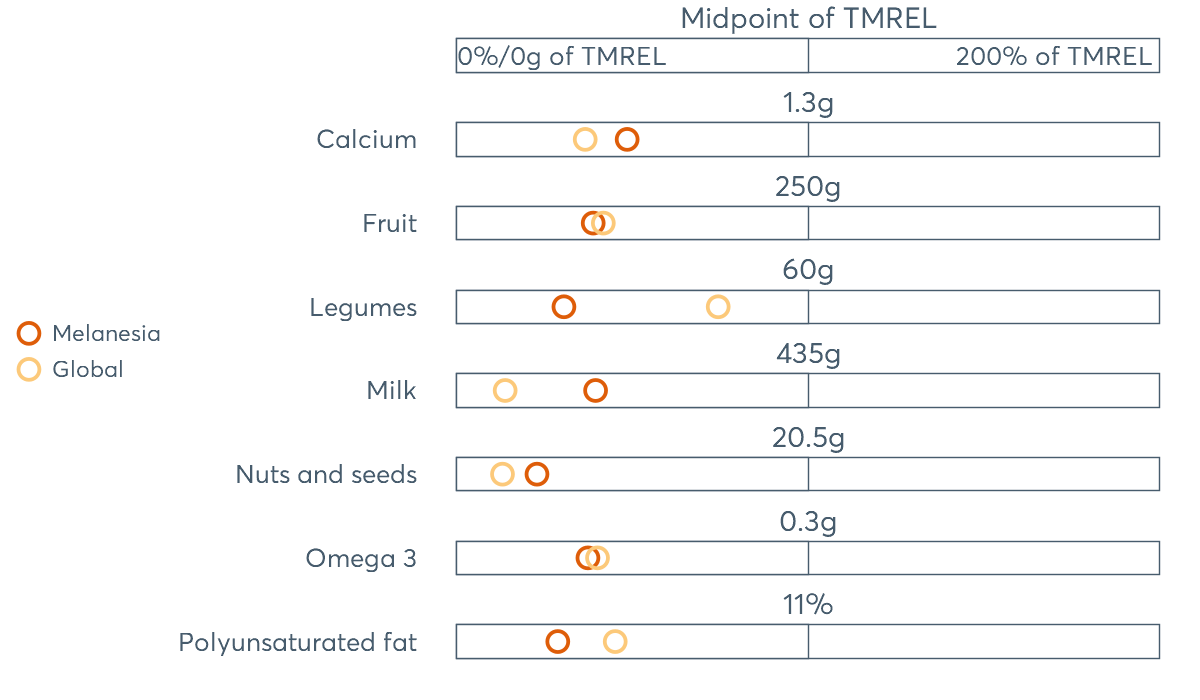 Midpoint of TMREL
0%/0g of TMREL 200% of TMREL
1.3g
Calcium
250g
Fruit
60g
Legumes
Melanesia
Global
435g
Milk
20.5g
Nuts and seeds
0.3g
Omega 3
11%
Polyunsaturated fat